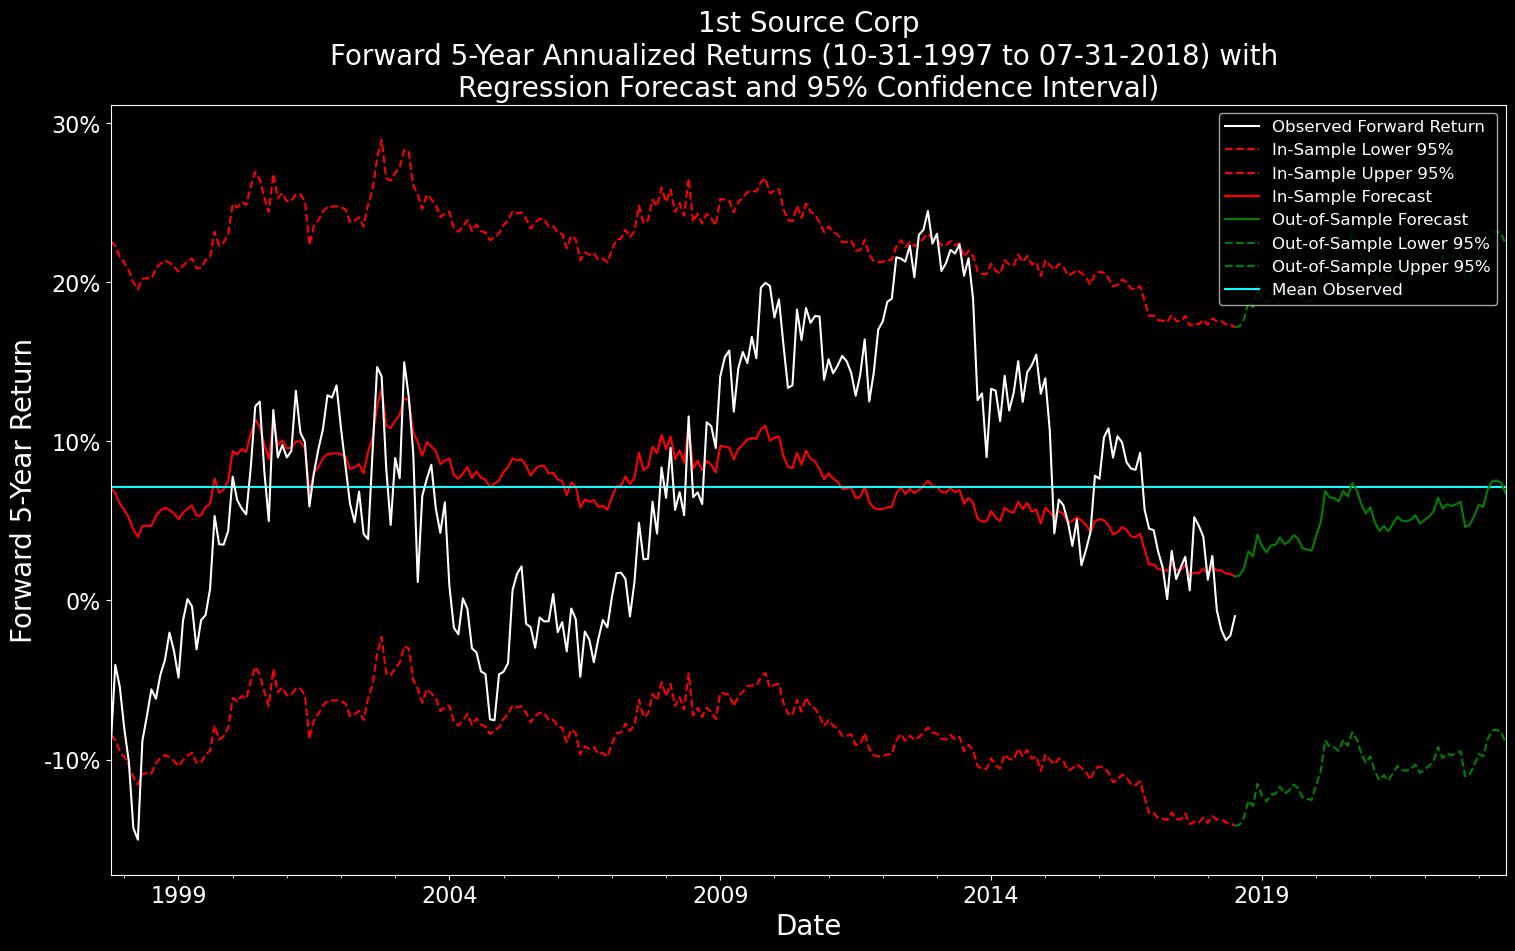 1st Source Corp
Forward 5-Year Annualized Returns (10-31-1997 to 07-31-2018) with
Regression Forecast and 95% Confidence Interval)
30%
20%
10%
0%
-10%
Forward 5-Year Return
Observed Forward Return
In-Sample Lower 95%
In-Sample Upper 95%
In-Sample Forecast
Out-of-Sample Forecast
Out-of-Sample Lower 95%
Out-of-Sample Upper 95%
Mean Observed
1999
2004
2009
2014
2019
Date